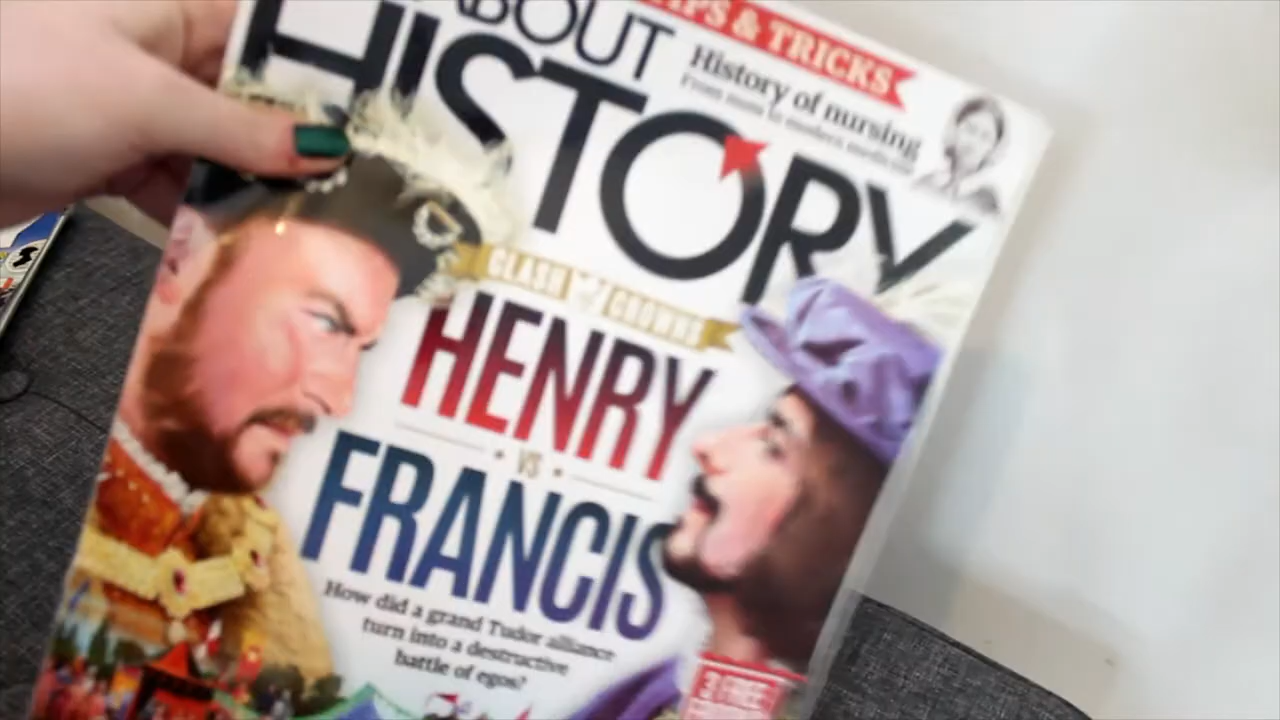 ABOUT
HISTORY
TIPS & TRICKS
History of nursing
CLASH OF CROWNS
HENRY
VS
FRANCIS
How did a grand Tudor alliance
turn into a destructive
battle of egos?
3 FREE